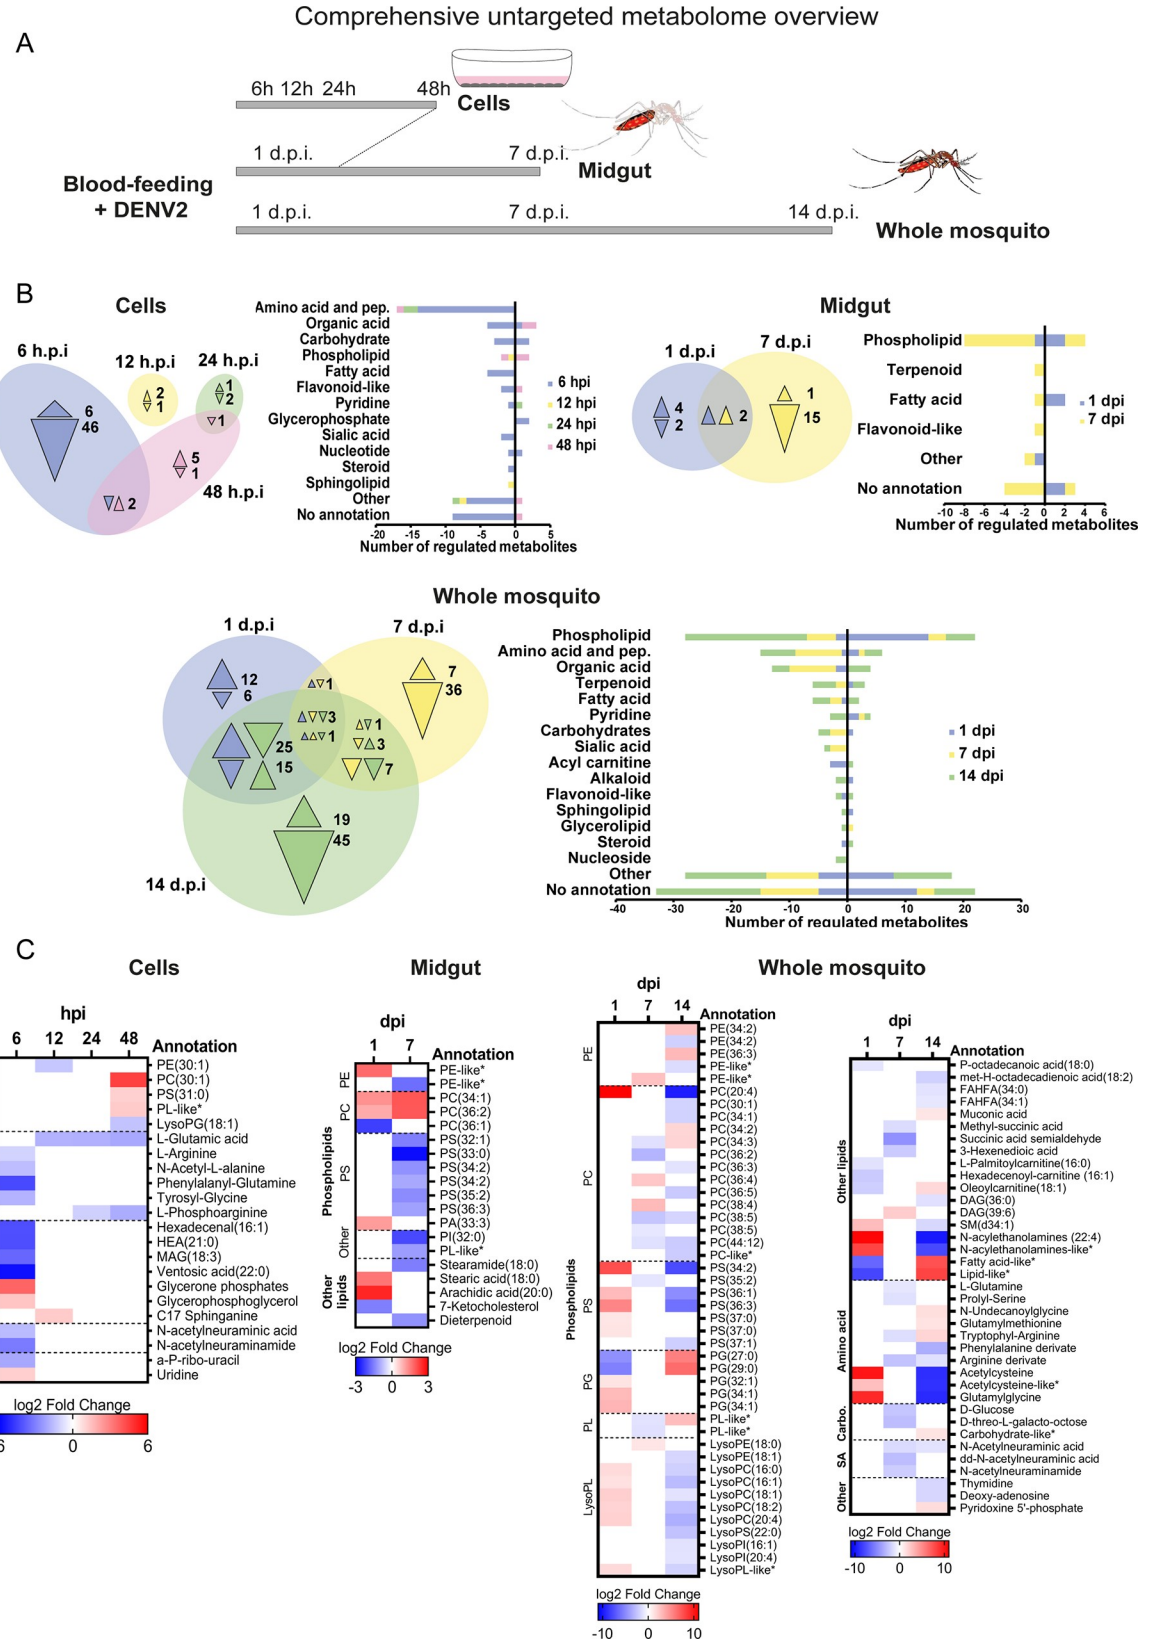 Comprehensive untargeted metabolome overview
A
6h 12h 24h 48h
Cells
1 d.p.i. 7 d.p.i.
Midgut
Blood-feeding
+ DENV2
1 d.p.i. 7 d.p.i. 14 d.p.i.
Whole mosquito
B
Cells
6 h.p.i
12 h.p.i
24 h.p.i
48 h.p.i
6
46
2
1
1
2
1
5
1
2
Amino acid and pep.
Organic acid
Carbohydrate
Phospholipid
Fatty acid
Flavonoid-like
Pyridine
Glycerophosphate
Sialic acid
Nucleotide
Steroid
Sphingolipid
Other
No annotation
-20 -15 -10 -5 0 5
Number of regulated metabolites
6 hpi
12 hpi
24 hpi
48 hpi
Midgut
1 d.p.i
7 d.p.i
4
2
2
1
15
Phospholipid
Terpenoid
Fatty acid
Flavonoid-like
Other
No annotation
-10 -8 -6 -4 -2 0 2 4 6
Number of regulated metabolites
1 dpi
7 dpi
Whole mosquito
1 d.p.i
7 d.p.i
14 d.p.i
12
6
1
7
36
3
1
1
3
7
25
15
19
45
Phospholipid
Amino acid and pep.
Organic acid
Terpenoid
Fatty acid
Pyridine
Carbohydrates
Sialic acid
Acyl carnitine
Alkaloid
Flavonoid-like
Sphingolipid
Glycerolipid
Steroid
Nucleoside
Other
No annotation
-40 -30 -20 -10 0 10 20 30
Number of regulated metabolites
1 dpi
7 dpi
14 dpi
C
Cells
hpi
6 12 24 48
Annotation
PE(30:1)
PC(30:1)
PS(31:0)
PL-like*
LysoPG(18:1)
L-Glutamic acid
L-Arginine
N-Acetyl-L-alanine
Phenylalanyl-Glutamine
Tyrosyl-Glycine
L-Phosphoarginine
Hexadecenal(16:1)
HEA(21:0)
MAG(18:3)
Ventosic acid(22:0)
Glycerone phosphates
Glycerophosphoglycerol
C17 Sphinganine
N-acetylneuraminic acid
N-acetylneuraminamide
a-P-ribo-uracil
Uridine
log2 Fold Change
6 0 6
Midgut
dpi
1 7
Annotation
Phospholipids
PE
PC
PS
Other
Other lipids
PE-like*
PE-like*
PC(34:1)
PC(36:2)
PC(36:1)
PS(32:1)
PS(33:0)
PS(34:2)
PS(34:2)
PS(35:2)
PS(36:3)
PA(33:3)
PI(32:0)
PL-like*
Stearamide(18:0)
Stearic acid(18:0)
Arachidic acid(20:0)
7-Ketocholesterol
Dieterpenoid
log2 Fold Change
-3 0 3
Whole mosquito
dpi
1 7 14
Annotation
Phospholipids
PE
PC
PS
PG
PL
LysoPL
PE(34:2)
PE(34:2)
PE(36:3)
PE-like*
PE-like*
PC(20:4)
PC(30:1)
PC(34:1)
PC(34:2)
PC(34:3)
PC(36:2)
PC(36:3)
PC(36:4)
PC(36:5)
PC(38:4)
PC(38:5)
PC(38:5)
PC(44:12)
PC-like*
PS(34:2)
PS(35:2)
PS(36:1)
PS(36:3)
PS(37:0)
PS(37:0)
PS(37:1)
PG(27:0)
PG(29:0)
PG(32:1)
PG(34:1)
PG(34:1)
PL-like*
PL-like*
LysoPE(18:0)
LysoPE(18:1)
LysoPC(16:0)
LysoPC(16:1)
LysoPC(18:1)
LysoPC(18:2)
LysoPC(20:4)
LysoPS(22:0)
LysoPI(16:1)
LysoPI(20:4)
LysoPL-like*
log2 Fold Change
-10 0 10
dpi
1 7 14
Annotation
Other lipids
Amino acid
Carbo.
SA
Other
P-octadecanoic acid(18:0)
met-H-octadecadienoic acid(18:2)
FAHFA(34:0)
FAHFA(34:1)
Muconic acid
Methyl-succinic acid
Succinic acid semialdehyde
3-Hexenedioic acid
L-Palmitoylcarnitine(16:0)
Hexadecenoyl-carnitine (16:1)
Oleoylcarnitine(18:1)
DAG(36:0)
DAG(39:6)
SM(d34:1)
N-acylethanolamines (22:4)
N-acylethanolamines-like*
Fatty acid-like*
Lipid-like*
L-Glutamine
Prolyl-Serine
N-Undecanoylglycine
Glutamylmethionine
Tryptophyl-Arginine
Phenylalanine derivate
Arginine derivate
Acetylcysteine
Acetylcysteine-like*
Glutamylglycine
D-Glucose
D-threo-L-galacto-octose
Carbohydrate-like*
N-Acetylneuraminic acid
dd-N-acetylneuraminic acid
N-acetylneuraminamide
Thymidine
Deoxy-adenosine
Pyridoxine 5'-phosphate
log2 Fold Change
-10 0 10